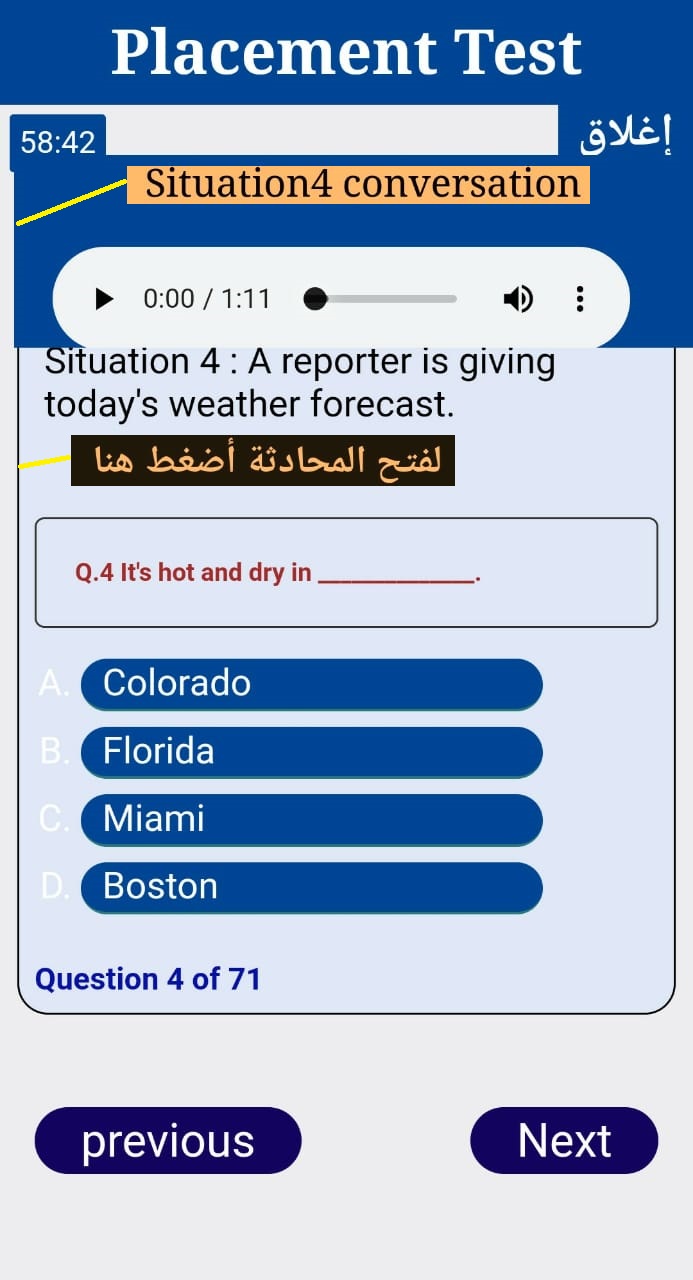 Placement Test
58:42
إغلاق
Situation4 conversation
0:00 / 1:11
Situation 4 : A reporter is giving
today's weather forecast.
لفتح المحادثة أضغط هنا
Q.4 It's hot and dry in ______________.
A. Colorado
B. Florida
C. Miami
D. Boston
Question 4 of 71
previous
Next